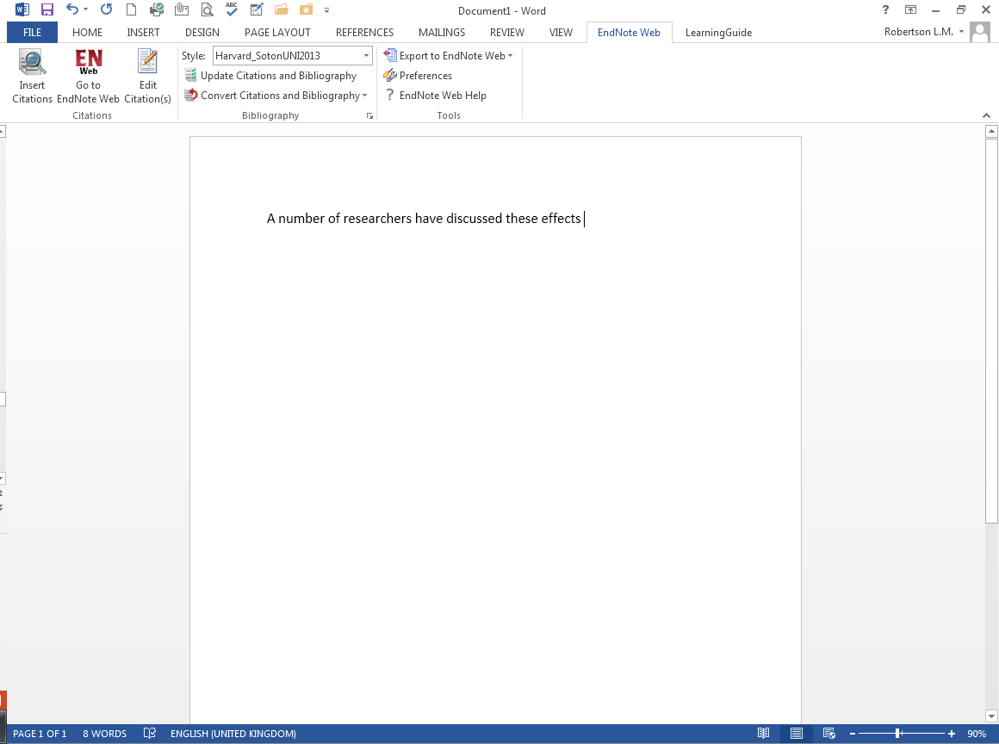 Document1 - Word
FILE HOME INSERT DESIGN PAGE LAYOUT REFERENCES MAILINGS REVIEW VIEW EndNote Web LearningGuide Robertson L.M.
Insert Citations
EN Web
Go to EndNote Web
Edit Citation(s)
Citations
Style: Harvard_SotonUNI2013
Update Citations and Bibliography
Convert Citations and Bibliography
Bibliography
Export to EndNote Web
Preferences
? EndNote Web Help
Tools
A number of researchers have discussed these effects
PAGE 1 OF 1 8 WORDS ENGLISH (UNITED KINGDOM) 90%